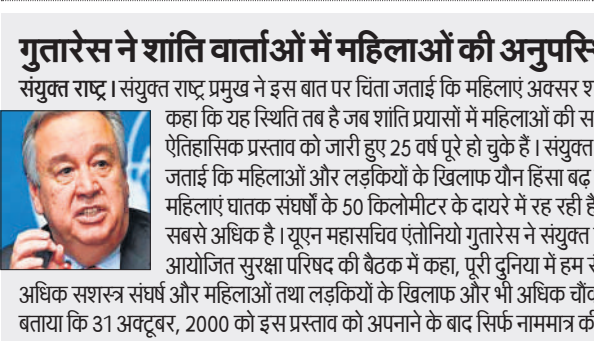 गुतारेस ने शांति वार्ताओं में महिलाओं की
संयुक्त राष्ट्र। संयुक्त राष्ट्र प्रमुख ने इस बात पर चिंता जताई कि महिलाएं अक्सर
कहा कि यह स्थिति तब है जब शांति प्रयासों में महिलाओं की
ऐतिहासिक प्रस्ताव को जारी हुए 25 वर्ष पूरे हो चुके हैं। संयुक्त
जताई कि महिलाओं और लड़कियों के खिलाफ यौन हिंसा बढ़
महिलाएं घातक संघर्षों के 50 किलोमीटर के दायरे में रह रही
सबसे अधिक है। यूएन महासचिव एंतोनियो गुतारेस ने संयुक्त
आयोजित सुरक्षा परिषद की बैठक में कहा, पूरी दुनिया में हम
अधिक सशस्त्र संघर्ष और महिलाओं तथा लड़कियों के खिलाफ और भी अधिक
बताया कि 31 अक्टूबर, 2000 को इस प्रस्ताव को अपनाने के बाद सिर्फ नाममात्र की